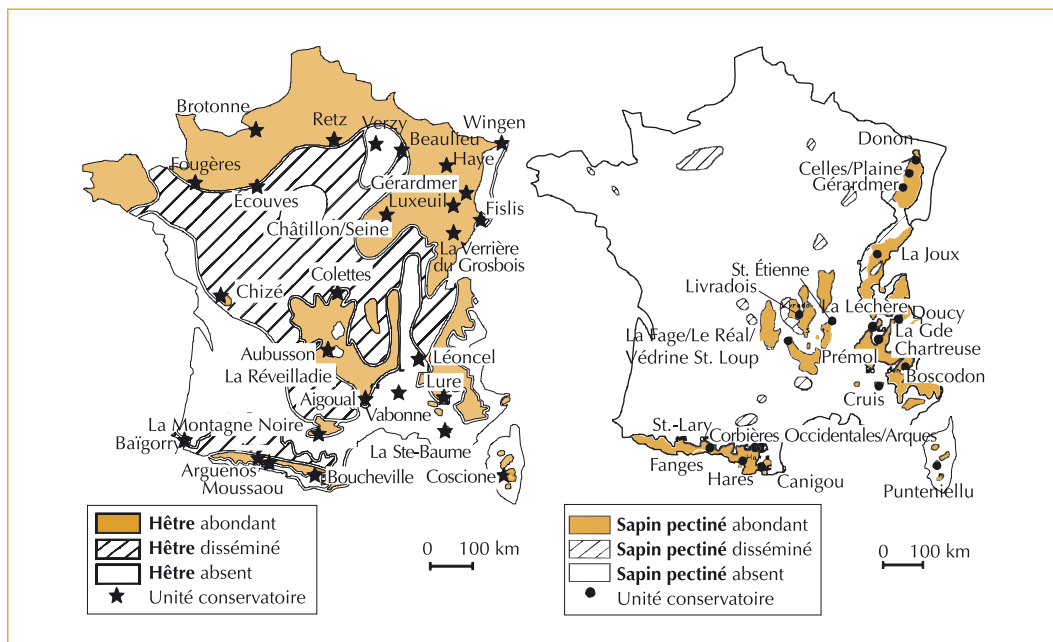 Brotonne
Retz
Verzy
Beaulieu
Wingen
Haye
Fougères
Écouves
Gérardmer
Luxeuil
Fislis
Châtillon/Seine
La Verrière
du Grosbois
Colettes
Chizé
Aubusson
La Réveilladie
Léoncel
Lure
Aigoual
Vabonne
La Montagne Noire
Baïgorry
La Ste-Baume
Arguenos
Moussaou
Boucheville
Coscione
Hêtre abondant
Hêtre disséminé
Hêtre absent
Unité conservatoire
0 100 km
Donon
Celles/Plaine
Gérardmer
La Joux
St. Étienne
Livradois
La Léchère
Doucy
La Fage/Le Réal/
Védrine St. Loup
La Gde
Chartreuse
Prémol
Boscodon
Cruis
St.-Lary
Corbières Occidentales/Arques
Fanges
Hares
Canigou
Punteniellu
Sapin pectiné abondant
Sapin pectiné disséminé
Sapin pectiné absent
Unité conservatoire
0 100 km